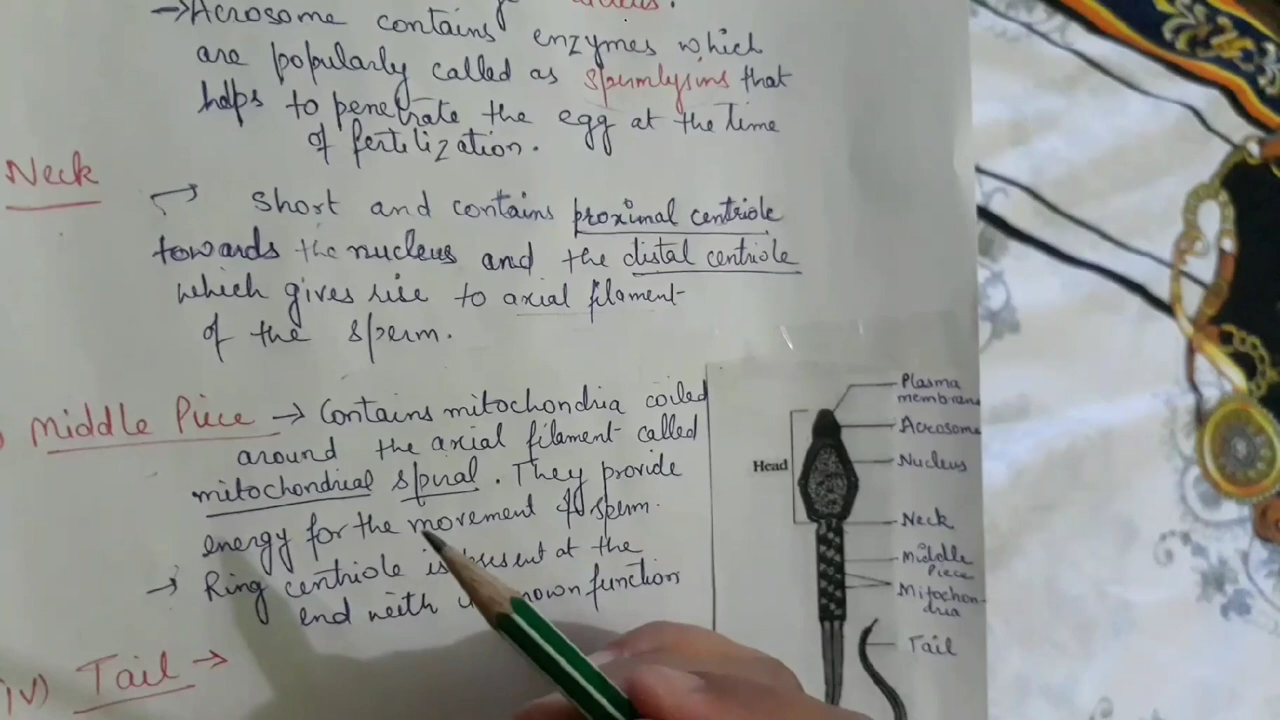 → Acrosome contains enzymes which
are popularly called as spermlysins that
helps to penetrate the egg at the time
of fertilization.
Neck
→ Short and contains proximal centriole
towards the nucleus and the distal centriole
which gives rise to axial filament
of the sperm.
Middle Piece → Contains mitochondria coiled
around the axial filament called
mitochondrial spiral. They provide
energy for the movement of sperm.
→ Ring centriole is present at the
end with function
iv) Tail →
Plasma
membrane
Acrosome
Head
Nucleus
Neck
Middle
Piece
Mitochon-
dria
Tail